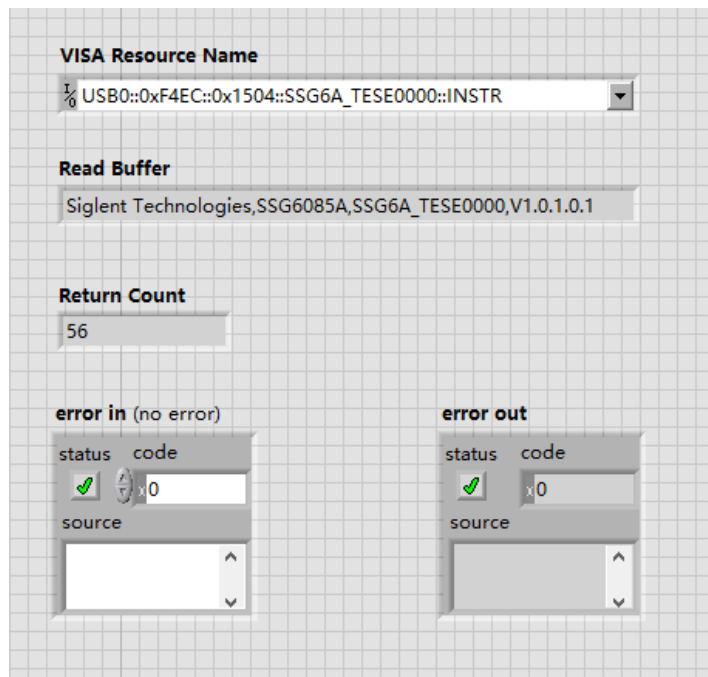 VISA Resource Name
I/O USB0::0xF4EC::0x1504::SSG6A_TESE0000::INSTR
Read Buffer
Siglent Technologies,SSG6085A,SSG6A_TESE0000,V1.0.1.0.1
Return Count
56
error in (no error)
error out
status code
status code
x 0
x 0
source
source